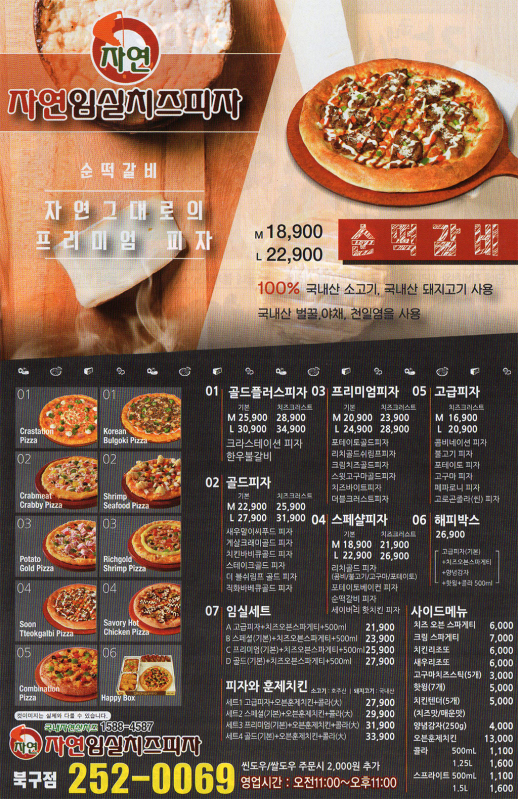 자연
자연임실치즈피자
순떡갈비
자연그대로의
프리미엄 피자
M 18,900
L 22,900
순떡갈비
100% 국내산 소고기, 국내산 돼지고기 사용
국내산 벌꿀,야채, 천일염을 사용
01
Crastation
Pizza
01
Korean
Bulgoki Pizza
02
Crabmeat
Crabby Pizza
02
Shrimp
Seafood Pizza
03
Potato
Gold Pizza
03
Richgold
Shrimp Pizza
04
Soon
Tteokgalbi Pizza
04
Savory Hot
Chicken Pizza
05
Combination
Pizza
06
Happy Box
01 골드플러스피자
기본 치즈크러스트
M 25,900 28,900
L 30,900 34,900
크라스테이션 피자
한우불갈비
02 골드피자
기본 치즈크러스트
M 22,900 25,900
L 27,900 31,900
새우말이싸푸드 피자
게살크래미골드 피자
치킨바비큐골드 피자
스테이크골드 피자
더 블쉬림프 골드 피자
직화바비큐골드 피자
03 프리미엄피자
기본 치즈크러스트
M 20,900 23,900
L 24,900 28,900
포테이토골드피자
리치골드쉬림프피자
크림치즈골드피자
스윗고구마골드피자
치즈바이트피자
더블크러스트피자
04 스페샬피자
기본 치즈크러스트
M 18,900 21,900
L 22,900 26,900
리치골드 피자
(콤비/불고기/고구마/포테이토)
포테이토베이컨 피자
순떡갈비 피자
세이버리 핫치킨 피자
05 고급피자
치즈크러스트
M 16,900
L 20,900
콤비네이션 피자
불고기 피자
포테이토 피자
고구마 피자
페파로니 피자
고르곤졸라(씬) 피자
06 해피박스
26,900
고급피자(기본)
+치즈오븐스파게티
+양념감자
+핫윙+콜라 500ml
07 임실세트
A 고급피자+치즈오븐스파게티+500ml 21,900
B 스페셜(기본)+치즈오븐스파게티+500ml 23,900
C 프리미엄(기본)+치즈오븐스파게티+500ml 25,900
D 골드(기본)+치즈오븐스파게티+500ml 27,900
피자와 훈제치킨 소고기 : 호주산 | 돼지고기 : 국내산
세트1 고급피자+오븐훈제치킨+콜라(大) 27,900
세트2 스페셜(기본)+오븐훈제치킨+콜라(大) 29,900
세트3 프리미엄(기본)+오븐훈제치킨+콜라(大) 31,900
세트4 골드(기본)+오븐훈제치킨+콜라(大) 33,900
사이드메뉴
치즈 오븐 스파게티 6,000
크림 스파게티 7,000
치킨리조또 6,000
새우리조또 6,000
고구마치즈스틱(5개) 3,000
핫윙(7개) 5,000
치킨텐더(5개) 5,000
(치즈맛/매운맛)
양념감자(250g) 4,000
오븐훈제치킨 13,000
콜라 500mL 1,100
1.25L 1,600
스프라이트 500mL 1,100
1.5L 1,600
컷이미지는 실제와 다를 수 있습니다.
국내자연산치즈 1588-4587
자연
자연임실치즈피자
북구점 252-0069
씬도우/쌀도우 주문시 2,000원 추가
영업시간 : 오전11:00~오후11:00